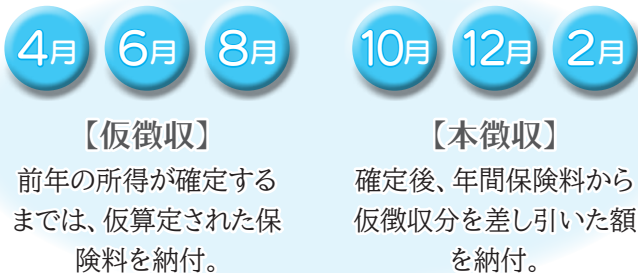 4月 6月 8月
【仮徴収】
前年の所得が確定する
までは、仮算定された保
険料を納付。
10月 12月 2月
【本徴収】
確定後、年間保険料から
仮徴収分を差し引いた額
を納付。